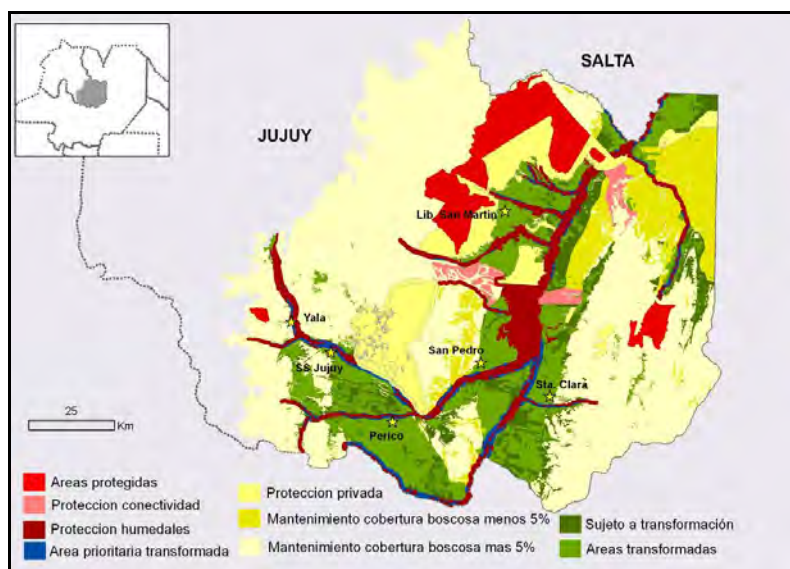 SALTA
JUJUY
Lib. San Martin
Yala
SS Jujuy
San Pedro
Sta. Clara
Perico
25
Km
Areas protegidas
Proteccion conectividad
Proteccion humedales
Area prioritaria transformada
Proteccion privada
Mantenimiento cobertura boscosa menos 5%
Mantenimiento cobertura boscosa mas 5%
Sujeto a transformación
Areas transformadas